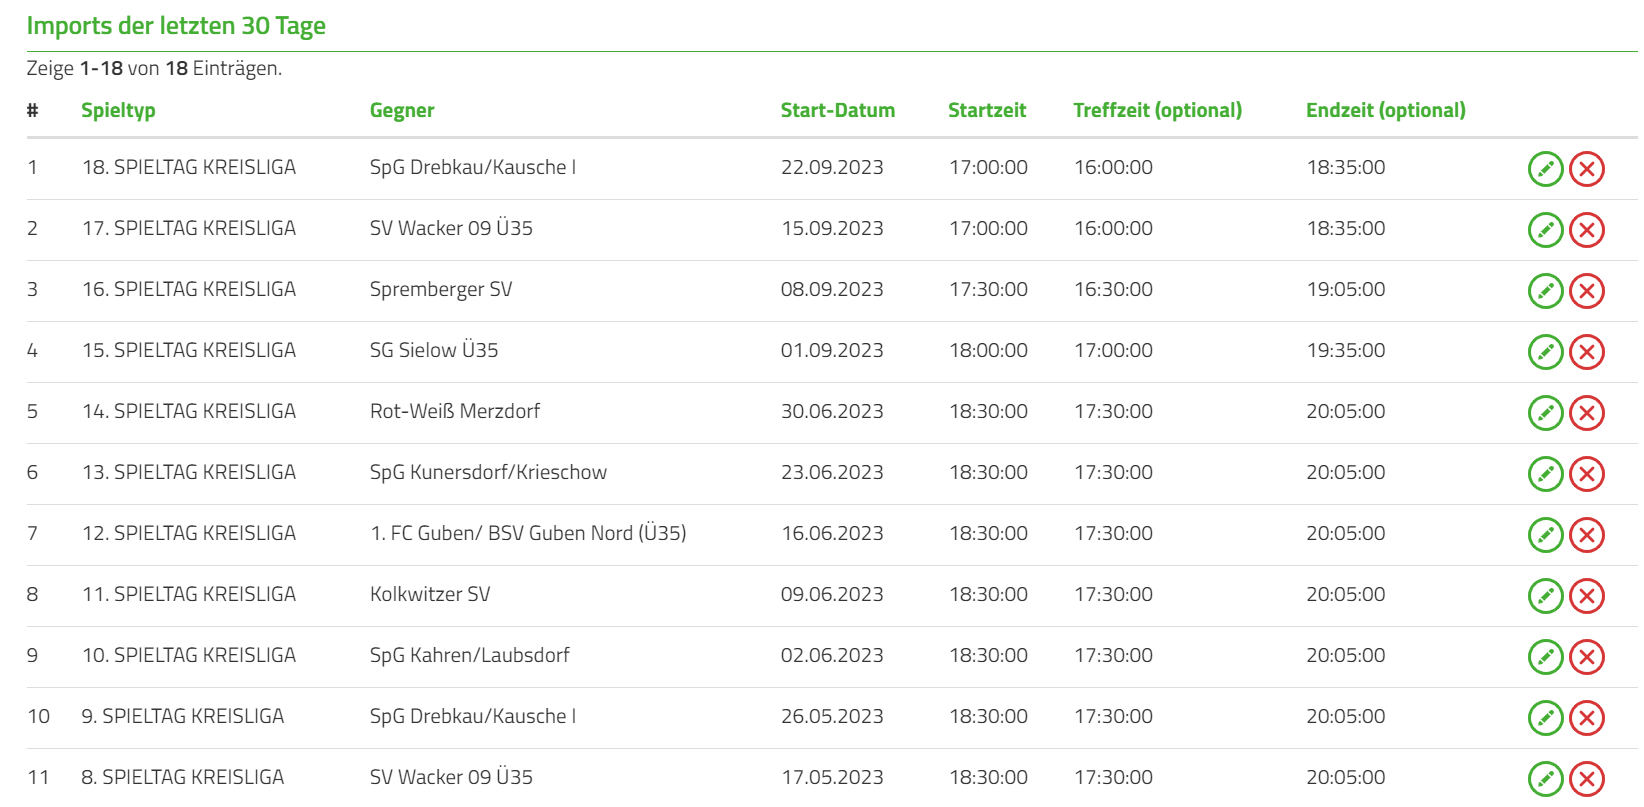 Imports der letzten 30 Tage
Zeige 1-18 von 18 Einträgen.
# Spieltyp Gegner Start-Datum Startzeit Treffzeit (optional) Endzeit (optional)
1 18. SPIELTAG KREISLIGA SpG Drebkau/Kausche I 22.09.2023 17:00:00 16:00:00 18:35:00
2 17. SPIELTAG KREISLIGA SV Wacker 09 Ü35 15.09.2023 17:00:00 16:00:00 18:35:00
3 16. SPIELTAG KREISLIGA Spremberger SV 08.09.2023 17:30:00 16:30:00 19:05:00
4 15. SPIELTAG KREISLIGA SG Sielow Ü35 01.09.2023 18:00:00 17:00:00 19:35:00
5 14. SPIELTAG KREISLIGA Rot-Weiß Merzdorf 30.06.2023 18:30:00 17:30:00 20:05:00
6 13. SPIELTAG KREISLIGA SpG Kunersdorf/Krieschow 23.06.2023 18:30:00 17:30:00 20:05:00
7 12. SPIELTAG KREISLIGA 1. FC Guben/ BSV Guben Nord (Ü35) 16.06.2023 18:30:00 17:30:00 20:05:00
8 11. SPIELTAG KREISLIGA Kolkwitzer SV 09.06.2023 18:30:00 17:30:00 20:05:00
9 10. SPIELTAG KREISLIGA SpG Kahren/Laubsdorf 02.06.2023 18:30:00 17:30:00 20:05:00
10 9. SPIELTAG KREISLIGA SpG Drebkau/Kausche I 26.05.2023 18:30:00 17:30:00 20:05:00
11 8. SPIELTAG KREISLIGA SV Wacker 09 Ü35 17.05.2023 18:30:00 17:30:00 20:05:00